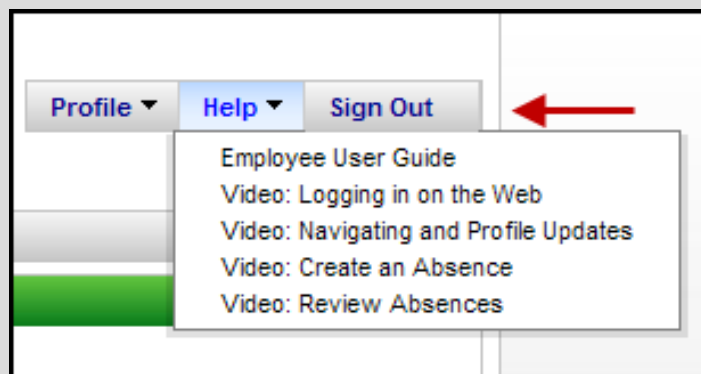 Profile Help Sign Out
Employee User Guide
Video: Logging in on the Web
Video: Navigating and Profile Updates
Video: Create an Absence
Video: Review Absences